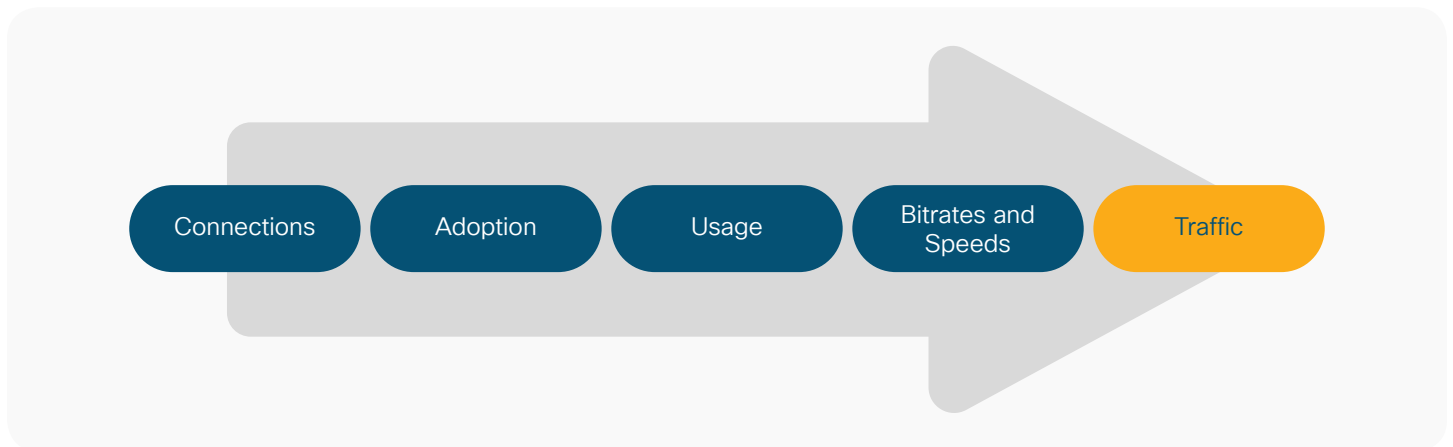 Connections
Adoption
Usage
Bitrates and
Speeds
Traffic